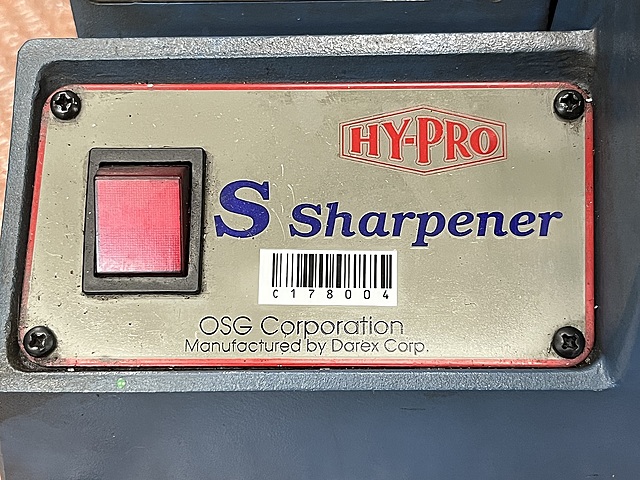 HY-PRO
S Sharpener
C178004
OSG Corporation
Manufactured by Darex Corp.